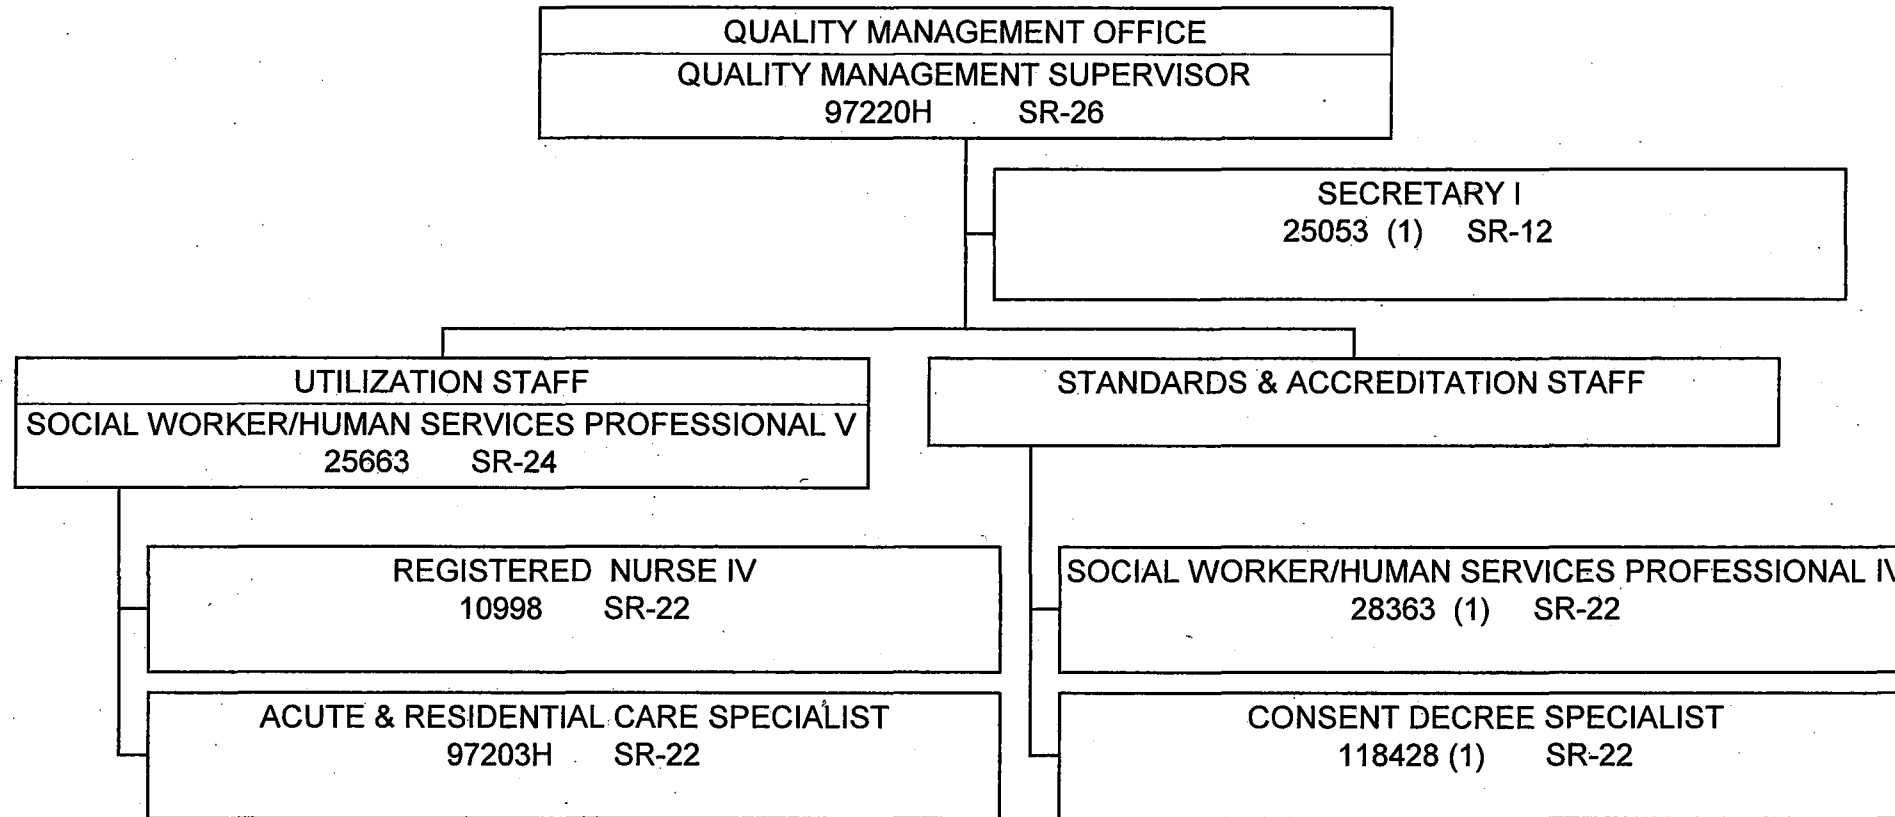 QUALITY MANAGEMENT OFFICE
QUALITY MANAGEMENT SUPERVISOR
97220H SR-26
SECRETARY I
25053 (1) SR-12
UTILIZATION STAFF
SOCIAL WORKER/HUMAN SERVICES PROFESSIONAL V
25663 SR-24
STANDARDS & ACCREDITATION STAFF
REGISTERED NURSE IV
10998 SR-22
ACUTE & RESIDENTIAL CARE SPECIALIST
97203H SR-22
SOCIAL WORKER/HUMAN SERVICES PROFESSIONAL IV
28363 (1) SR-22
CONSENT DECREE SPECIALIST
118428 (1) SR-22